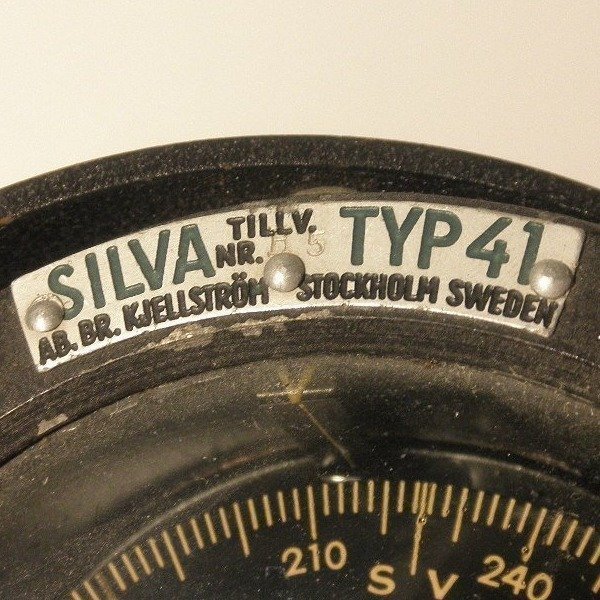 SILVA TILLV. NR. TYP 41
AB. BR. KJELLSTRÖM STOCKHOLM SWEDEN
210 240
S V